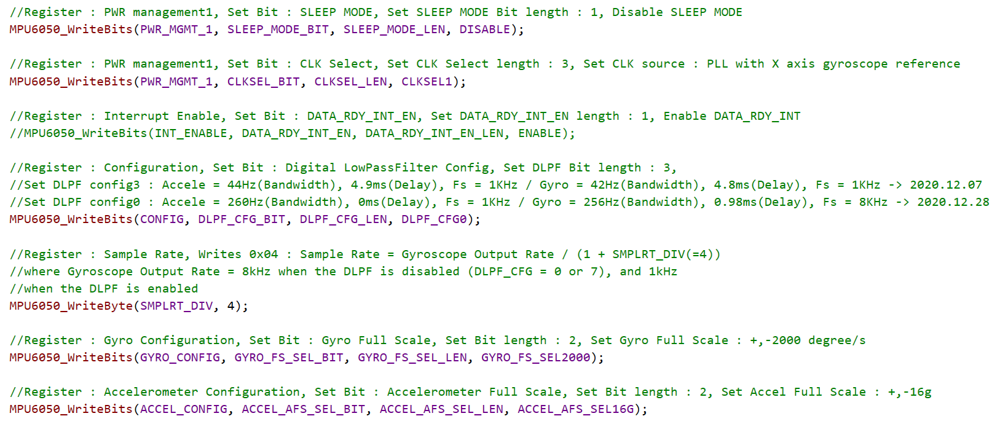 //Register : PWR management1, Set Bit : SLEEP MODE, Set SLEEP MODE Bit length : 1, Disable SLEEP MODE
MPU6050_WriteBits(PWR_MGMT_1, SLEEP_MODE_BIT, SLEEP_MODE_LEN, DISABLE);
//Register : PWR management1, Set Bit : CLK Select, Set CLK Select length : 3, Set CLK source : PLL with X axis gyroscope reference
MPU6050_WriteBits(PWR_MGMT_1, CLKSEL_BIT, CLKSEL_LEN, CLKSEL1);
//Register : Interrupt Enable, Set Bit : DATA_RDY_INT_EN, Set DATA_RDY_INT_EN length : 1, Enable DATA_RDY_INT
//MPU6050_WriteBits(INT_ENABLE, DATA_RDY_INT_EN, DATA_RDY_INT_EN_LEN, ENABLE);
//Register : Configuration, Set Bit : Digital LowPassFilter Config, Set DLPF Bit length : 3,
//Set DLPF config3 : Accele = 44Hz(Bandwidth), 4.9ms(Delay), Fs = 1KHz / Gyro = 42Hz(Bandwidth), 4.8ms(Delay), Fs = 1KHz -> 2020.12.07
//Set DLPF config0 : Accele = 260Hz(Bandwidth), 0ms(Delay), Fs = 1KHz / Gyro = 256Hz(Bandwidth), 0.98ms(Delay), Fs = 8KHz -> 2020.12.28
MPU6050_WriteBits(CONFIG, DLPF_CFG_BIT, DLPF_CFG_LEN, DLPF_CFG0);
//Register : Sample Rate, Writes 0x04 : Sample Rate = Gyroscope Output Rate / (1 + SMPLRT_DIV(=4))
//where Gyroscope Output Rate = 8kHz when the DLPF is disabled (DLPF_CFG = 0 or 7), and 1kHz
//when the DLPF is enabled
MPU6050_WriteByte(SMPLRT_DIV, 4);
//Register : Gyro Configuration, Set Bit : Gyro Full Scale, Set Bit length : 2, Set Gyro Full Scale : +,-2000 degree/s
MPU6050_WriteBits(GYRO_CONFIG, GYRO_FS_SEL_BIT, GYRO_FS_SEL_LEN, GYRO_FS_SEL2000);
//Register : Accelerometer Configuration, Set Bit : Accelerometer Full Scale, Set Bit length : 2, Set Accel Full Scale : +,-16g
MPU6050_WriteBits(ACCEL_CONFIG, ACCEL_AFS_SEL_BIT, ACCEL_AFS_SEL_LEN, ACCEL_AFS_SEL16G);